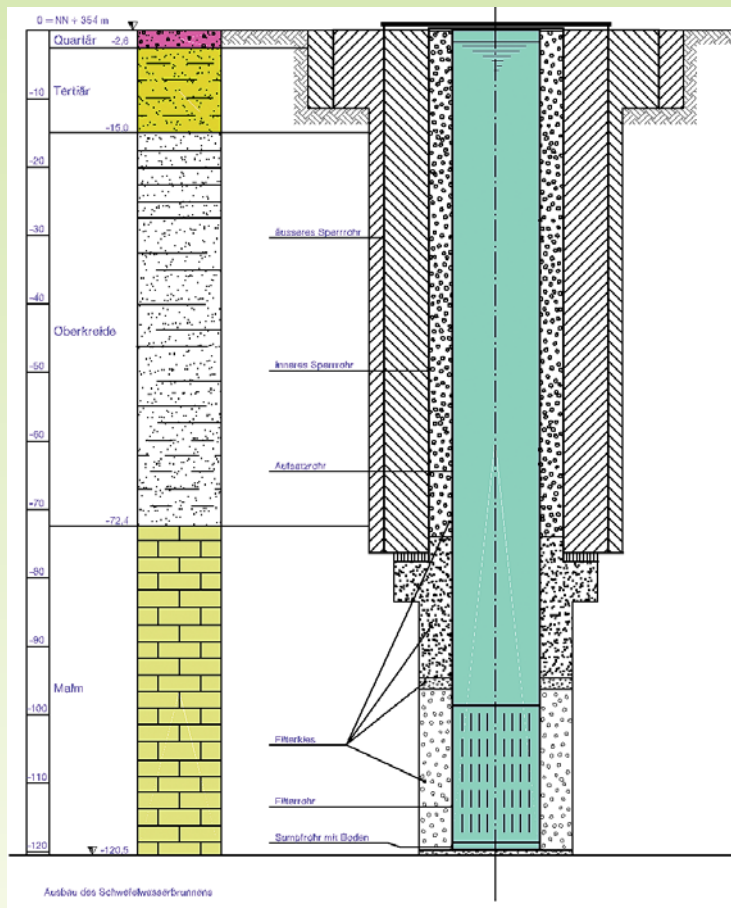 0 = NN + 354 m
Quartär
-2,6
-10
Tertiär
-15,0
-20
-30
äusseres Sperrrohr
-40
Oberkreide
-50
inneres Sperrrohr
-60
Aufsatzrohr
-70
-72,4
-80
-90
Malm
-100
Filterkies
-110
Filterrohr
Sumpfrohr mit Boden
-120
-120,5
Ausbau des Schwefelwasserbrunnens